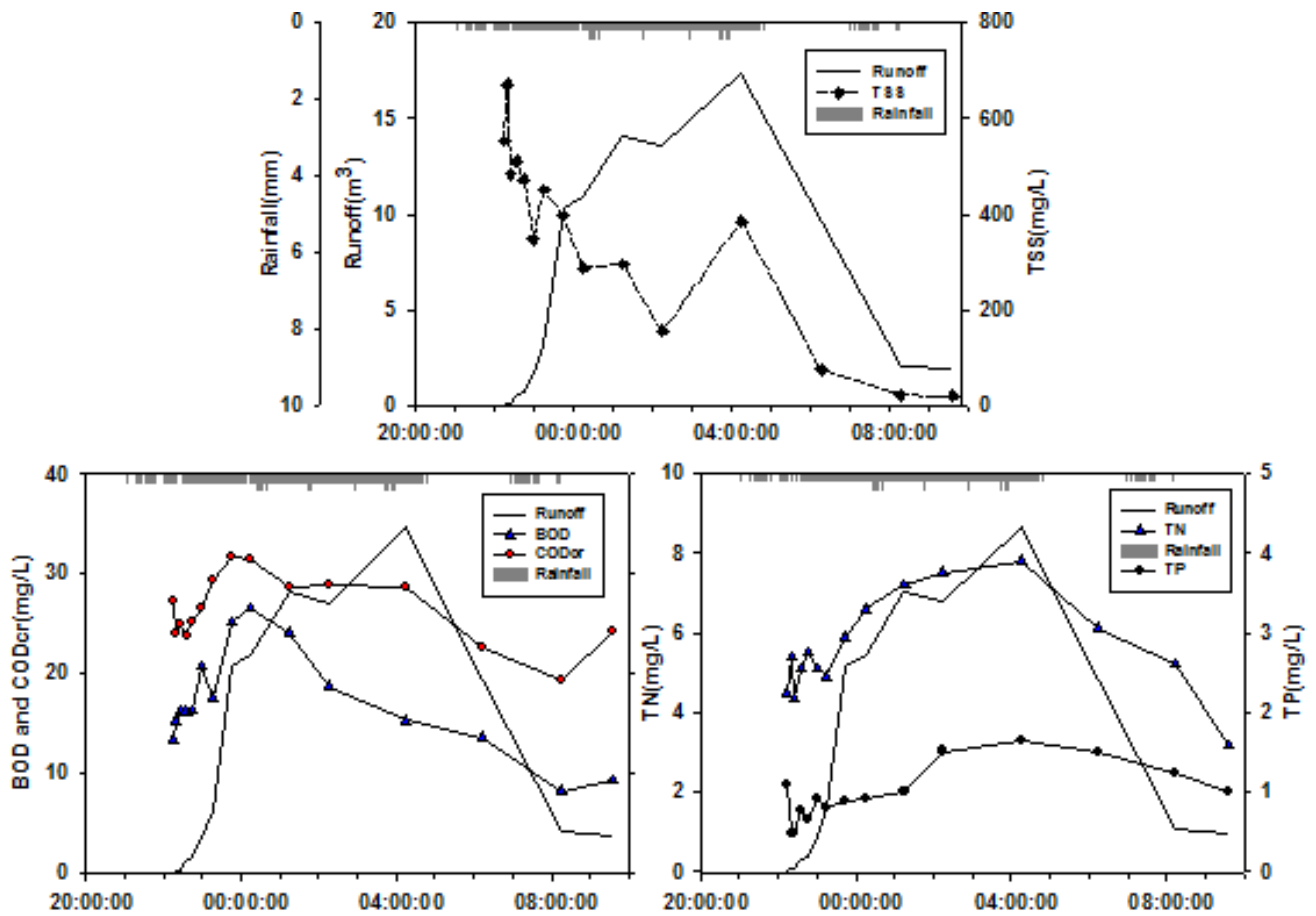 0 20 800
Runoff
TSS
Rainfall
2 15 600
4 10 400
6
8 5 200
10 0 0
Rainfall(mm)
Runoff(m3)
TSS(mg/L)
20:00:00 00:00:00 04:00:00 08:00:00
40
30
20
10
0
BOD and CODcr(mg/L)
Runoff
BOD
CODcr
Rainfall
20:00:00 00:00:00 04:00:00 08:00:00
10 5
8 4
6 3
4 2
2 1
0 0
TN(mg/L)
TP(mg/L)
Runoff
TN
Rainfall
TP
20:00:00 00:00:00 04:00:00 08:00:00